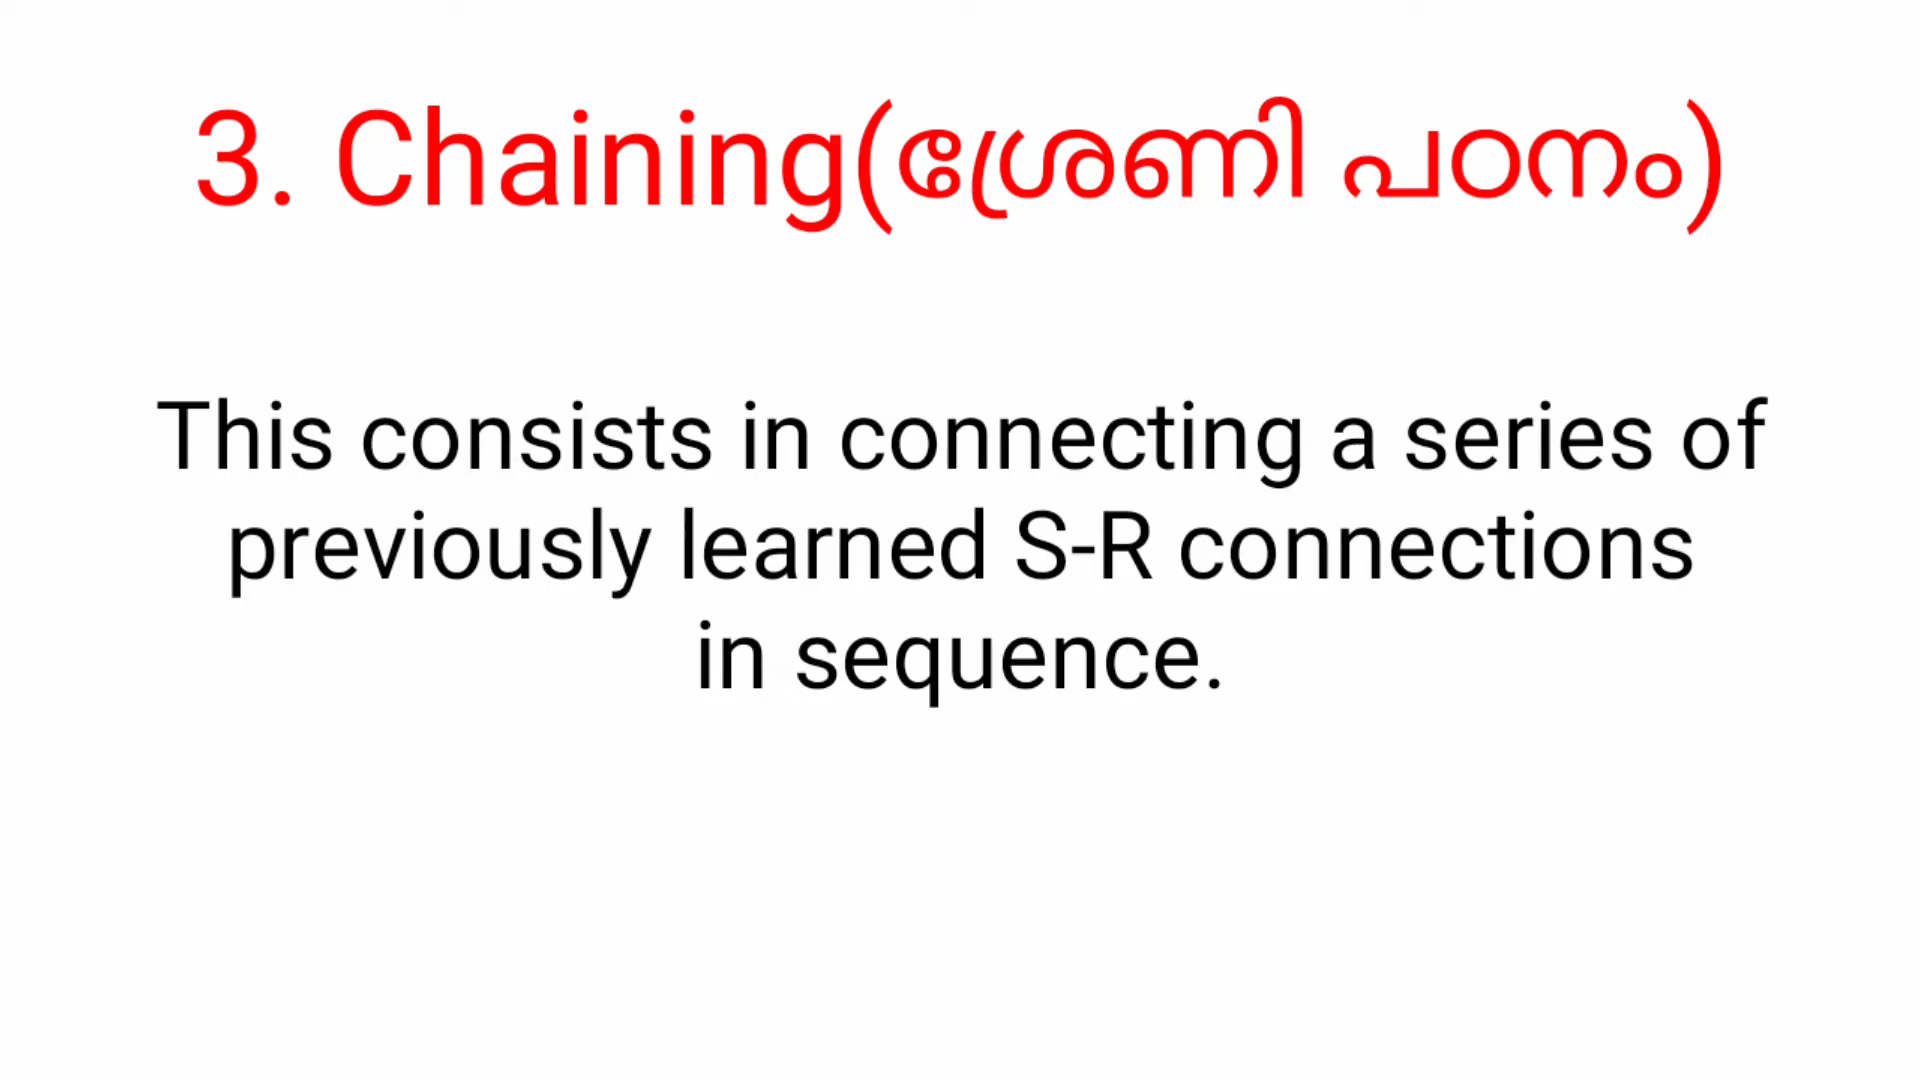 3. Chaining(ശ്രേണി പഠനം)
This consists in connecting a series of
previously learned S-R connections
in sequence.